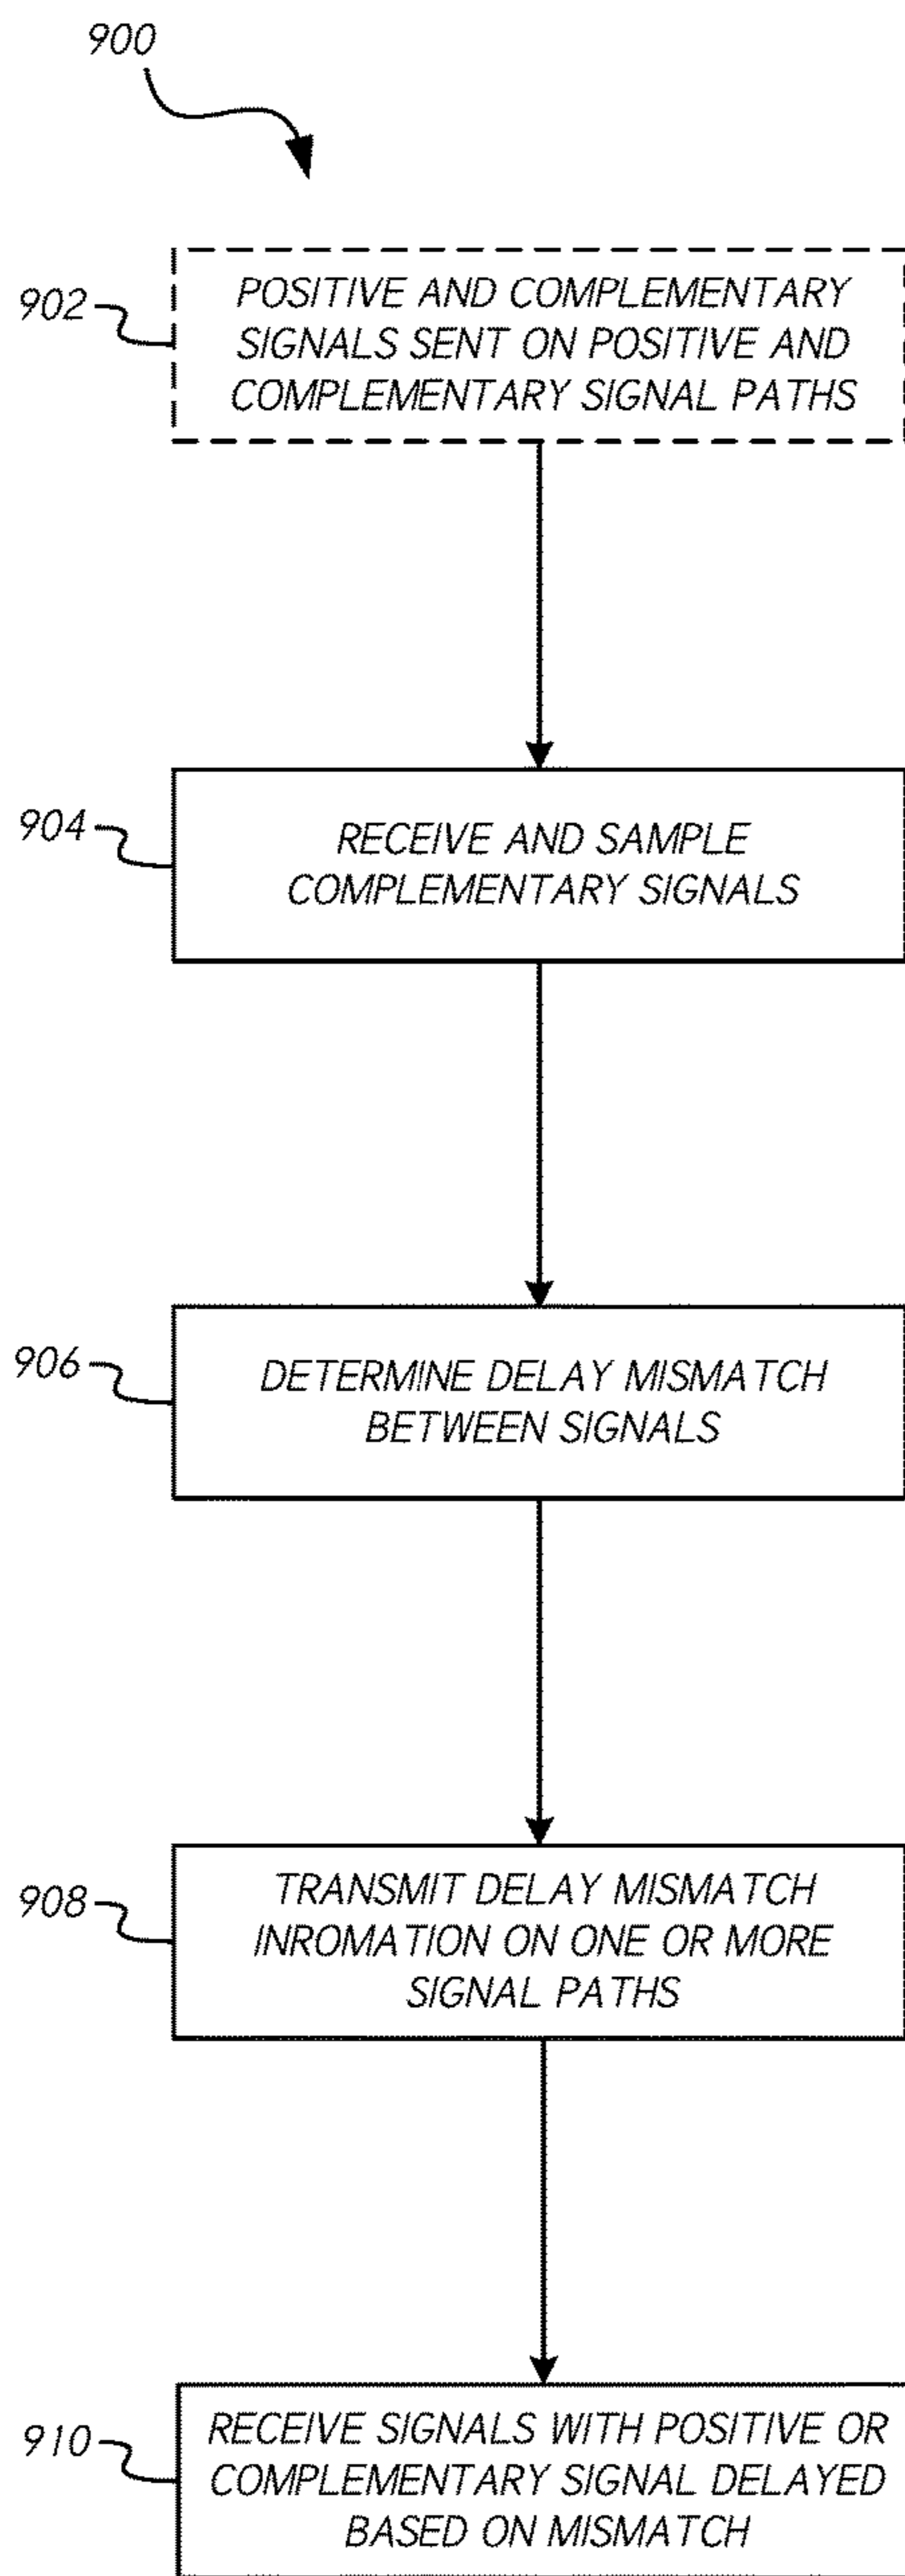 900
902
POSITIVE AND COMPLEMENTARY
SIGNALS SENT ON POSITIVE AND
COMPLEMENTARY SIGNAL PATHS
904
RECEIVE AND SAMPLE
COMPLEMENTARY SIGNALS
906
DETERMINE DELAY MISMATCH
BETWEEN SIGNALS
908
TRANSMIT DELAY MISMATCH
INROMATION ON ONE OR MORE
SIGNAL PATHS
910
RECEIVE SIGNALS WITH POSITIVE OR
COMPLEMENTARY SIGNAL DELAYED
BASED ON MISMATCH